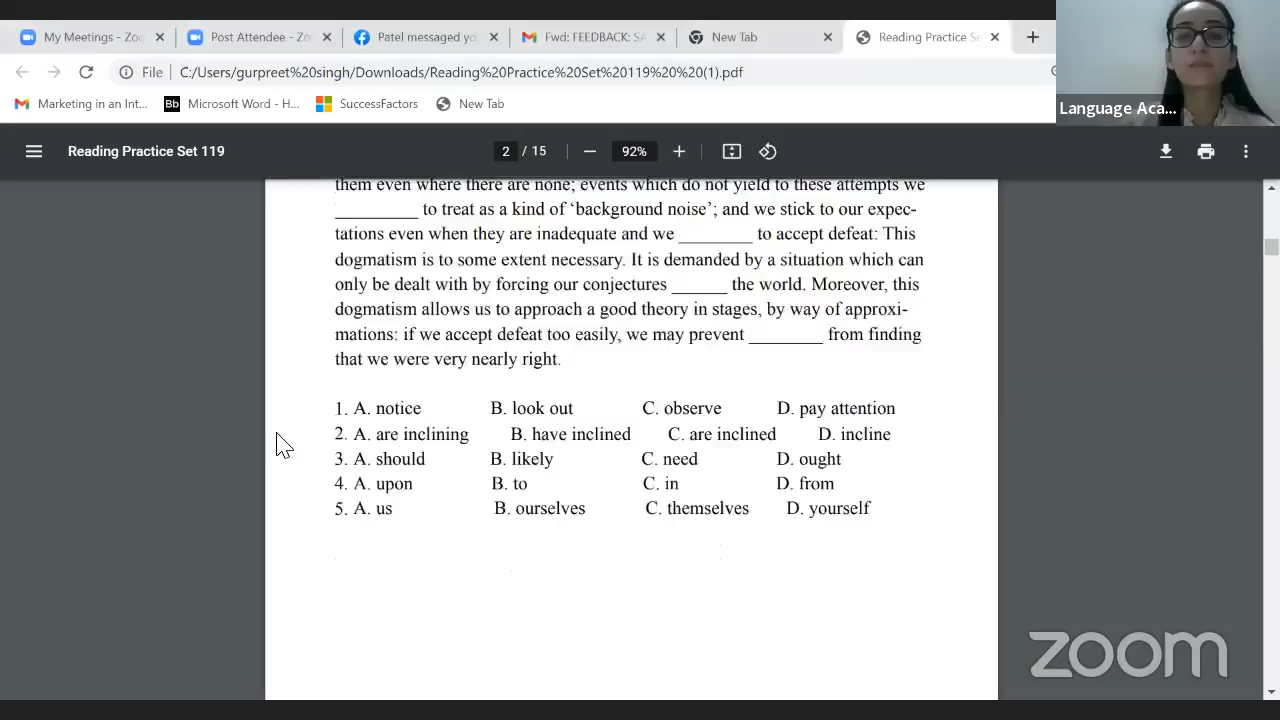 My Meetings - Zoo
Post Attendee - Zo
Patel messaged yo
Fwd: FEEDBACK: SA
New Tab
Reading Practice Se
File
C:/Users/gurpreet%20singh/Downloads/Reading%20Practice%20Set%20119%20%20(1).pdf
Marketing in an Int...
Bb
Microsoft Word - H...
SuccessFactors
New Tab
Language Aca...
Reading Practice Set 119
2 / 15
92%
them even where there are none; events which do not yield to these attempts we
__________ to treat as a kind of ‘background noise’; and we stick to our expec-
tations even when they are inadequate and we _________ to accept defeat: This
dogmatism is to some extent necessary. It is demanded by a situation which can
only be dealt with by forcing our conjectures _______ the world. Moreover, this
dogmatism allows us to approach a good theory in stages, by way of approxi-
mations: if we accept defeat too easily, we may prevent _________ from finding
that we were very nearly right.
1. A. notice B. look out C. observe D. pay attention
2. A. are inclining B. have inclined C. are inclined D. incline
3. A. should B. likely C. need D. ought
4. A. upon B. to C. in D. from
5. A. us B. ourselves C. themselves D. yourself
zoom